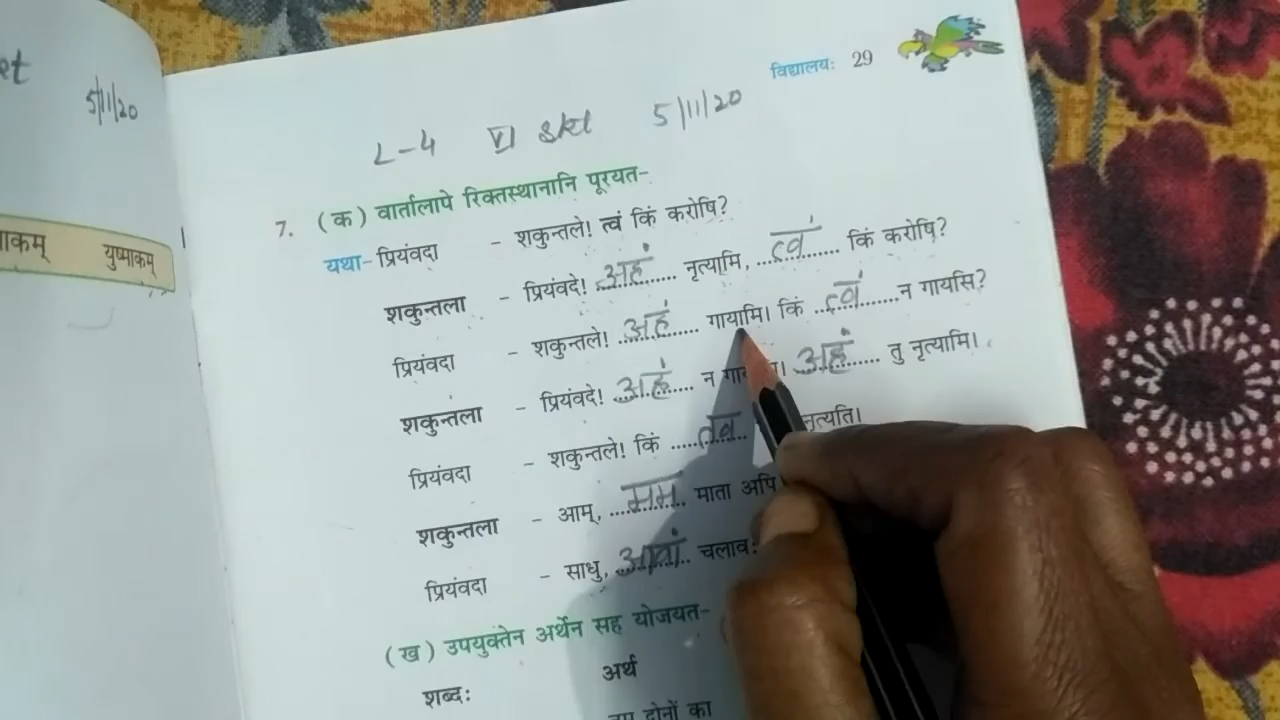 5/11/20
विद्यालयः 29
L-4 VI Skt 5/11/20
7. (क) वार्तालापे रिक्तस्थानानि पूरयत-
यथा- प्रियंवदा - शकुन्तले! त्वं किं करोषि?
शकुन्तला - प्रियंवदे! अहं नृत्यामि, त्वं किं करोषि?
प्रियंवदा - शकुन्तले! अहं गायामि। किं त्वं न गायसि?
शकुन्तला - प्रियंवदे! अहं न अहं तु नृत्यामि।
प्रियंवदा - शकुन्तले! किं तव नृत्यति।
शकुन्तला - आम्, मम माता अपि
प्रियंवदा - साधु, आवां चलावः
(ख) उपयुक्तेन अर्थेन सह योजयत-
शब्दः अर्थ
दोनों का
युष्माकम्